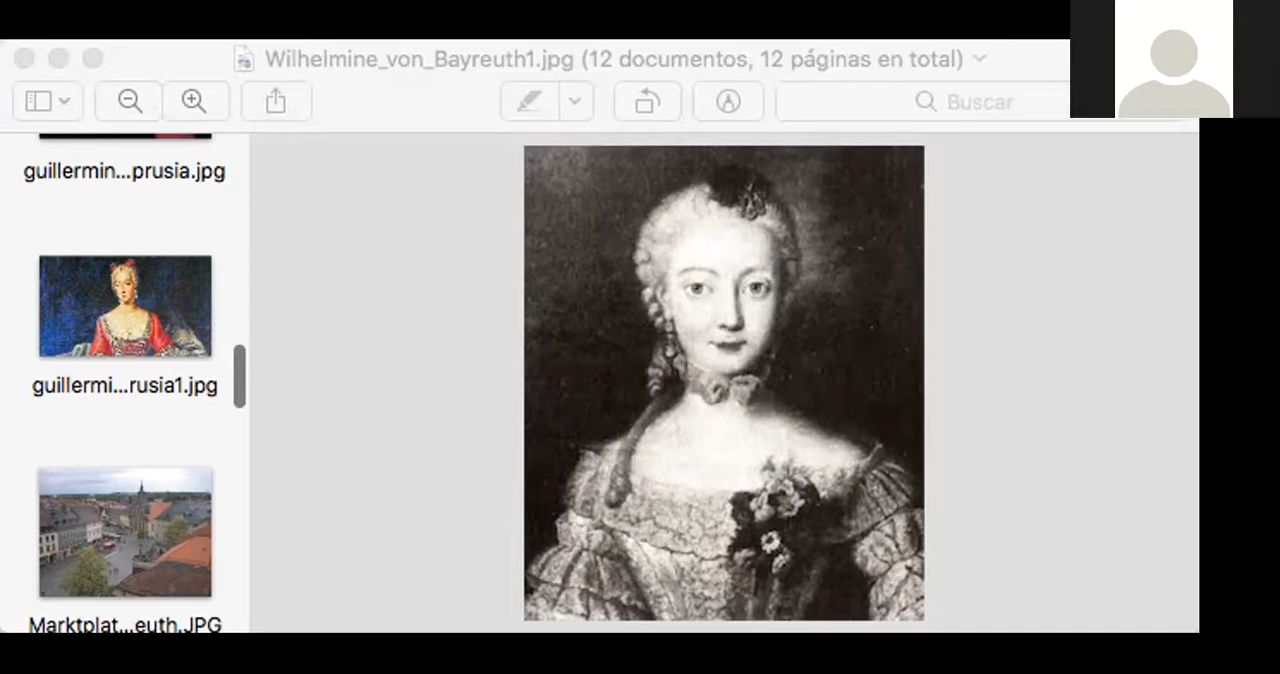 Wilhelmine_von_Bayreuth1.jpg (12 documentos, 12 páginas en total)
Buscar
guillermin...prusia.jpg
guillermi...rusia1.jpg
Marktplat...euth.JPG